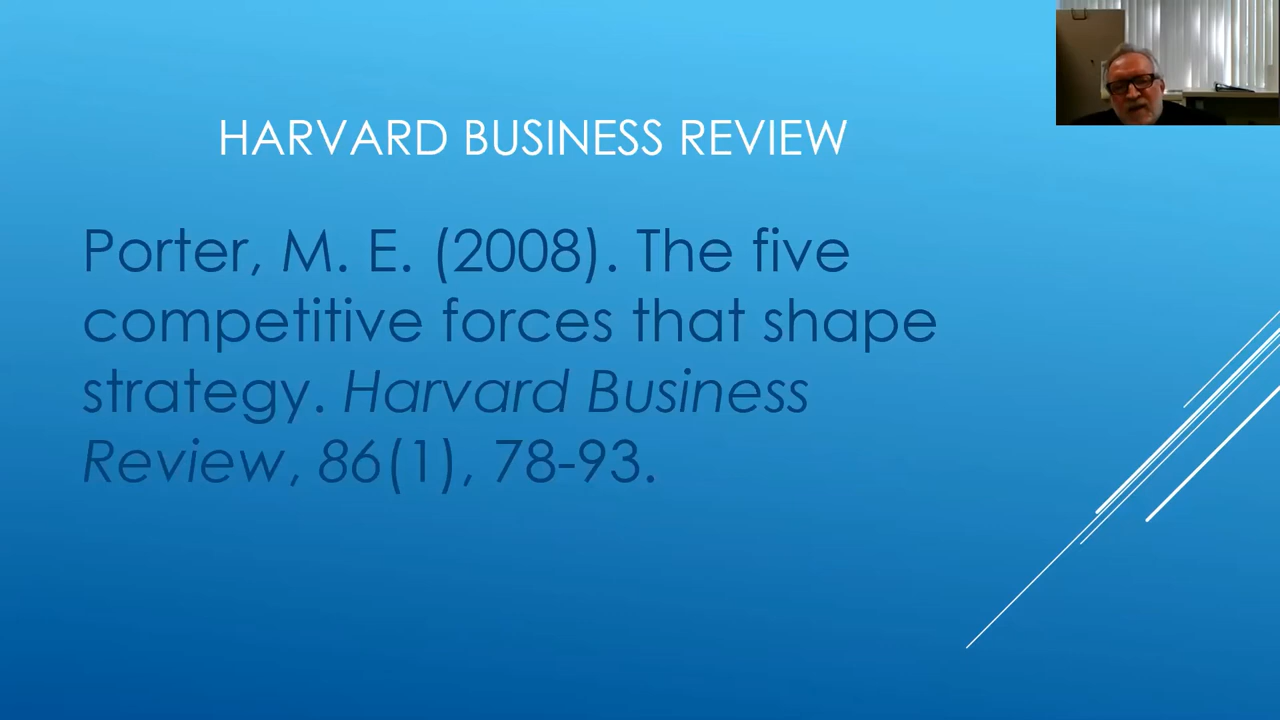 HARVARD BUSINESS REVIEW
Porter, M. E. (2008). The five
competitive forces that shape
strategy. Harvard Business
Review, 86(1), 78-93.